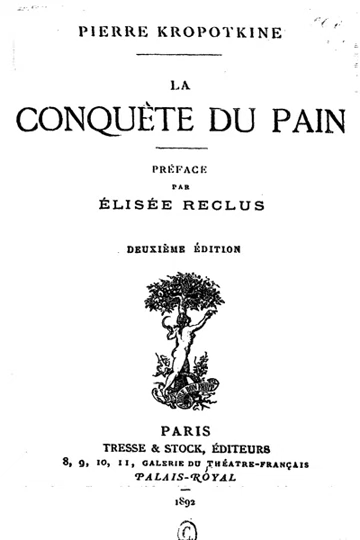 PIERRE KROPOTKINE
LA
CONQUÈTE DU PAIN
PRÉFACE
PAR
ÉLISÉE RECLUS
DEUXIÈME ÉDITION
PARIS
TRESSE & STOCK, ÉDITEURS
8, 9, 10, 11, GALERIE DU THÉATRE-FRANÇAIS
PALAIS-ROYAL
1892
C